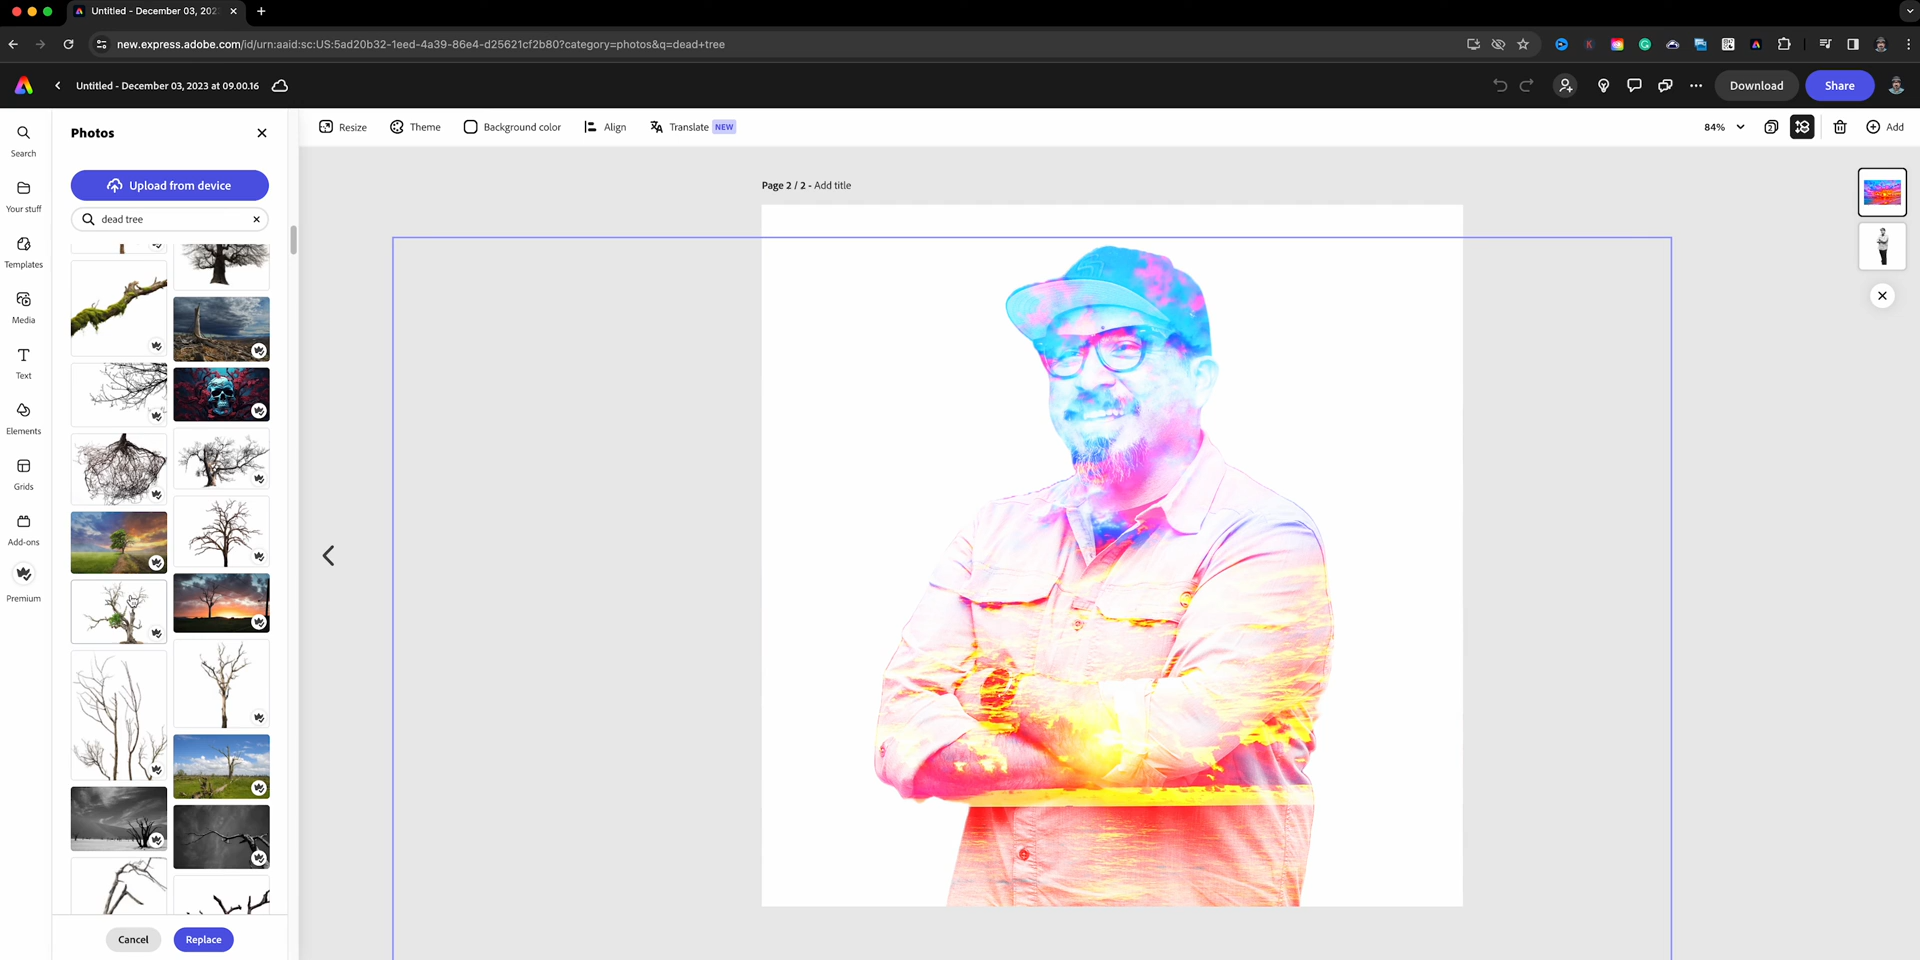 Untitled - December 03, 202
new.express.adobe.com/id/urn:aaid:sc:US:5ad20b32-1eed-4a39-86e4-d25621cf2b80?category=photos&q=dead+tree
Untitled - December 03, 2023 at 09.00.16
Download
Share
Search
Your stuff
Templates
Media
Text
Elements
Grids
Add-ons
Premium
Photos
Upload from device
dead tree
Cancel
Replace
Resize
Theme
Background color
Align
Translate NEW
84%
2
Add
Page 2 / 2 - Add title